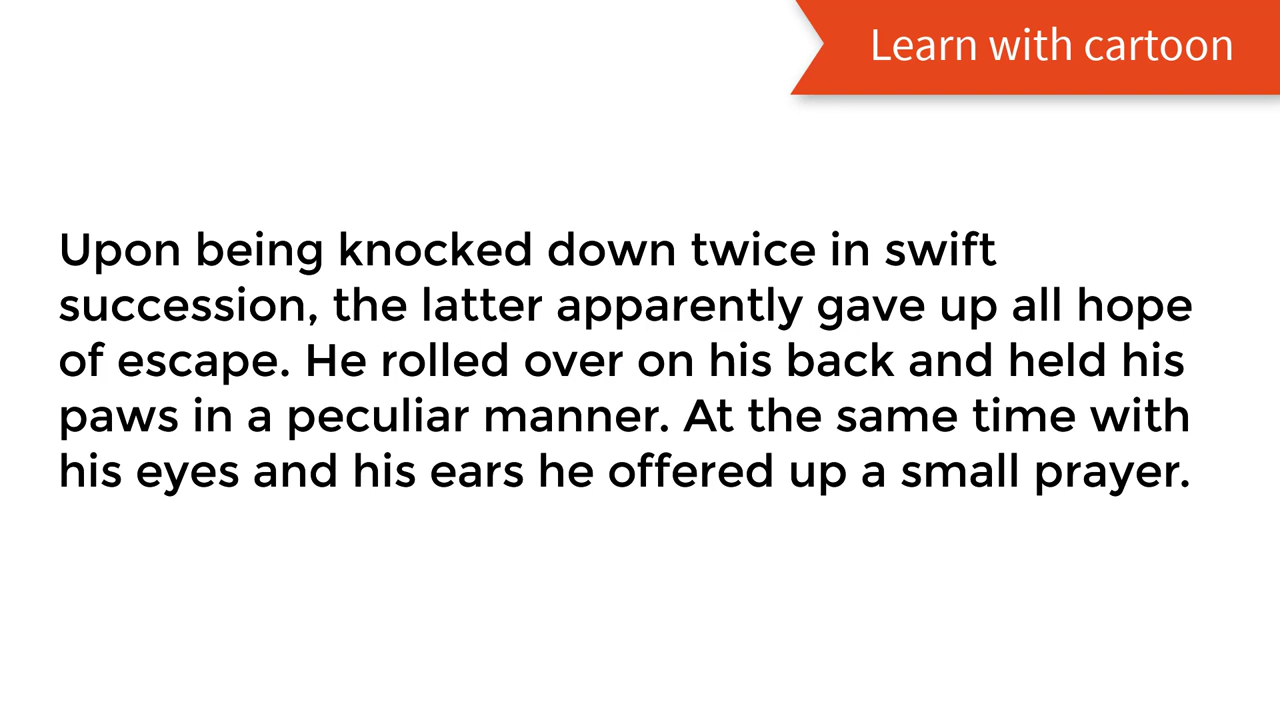 Learn with cartoon
Upon being knocked down twice in swift
succession, the latter apparently gave up all hope
of escape. He rolled over on his back and held his
paws in a peculiar manner. At the same time with
his eyes and his ears he offered up a small prayer.